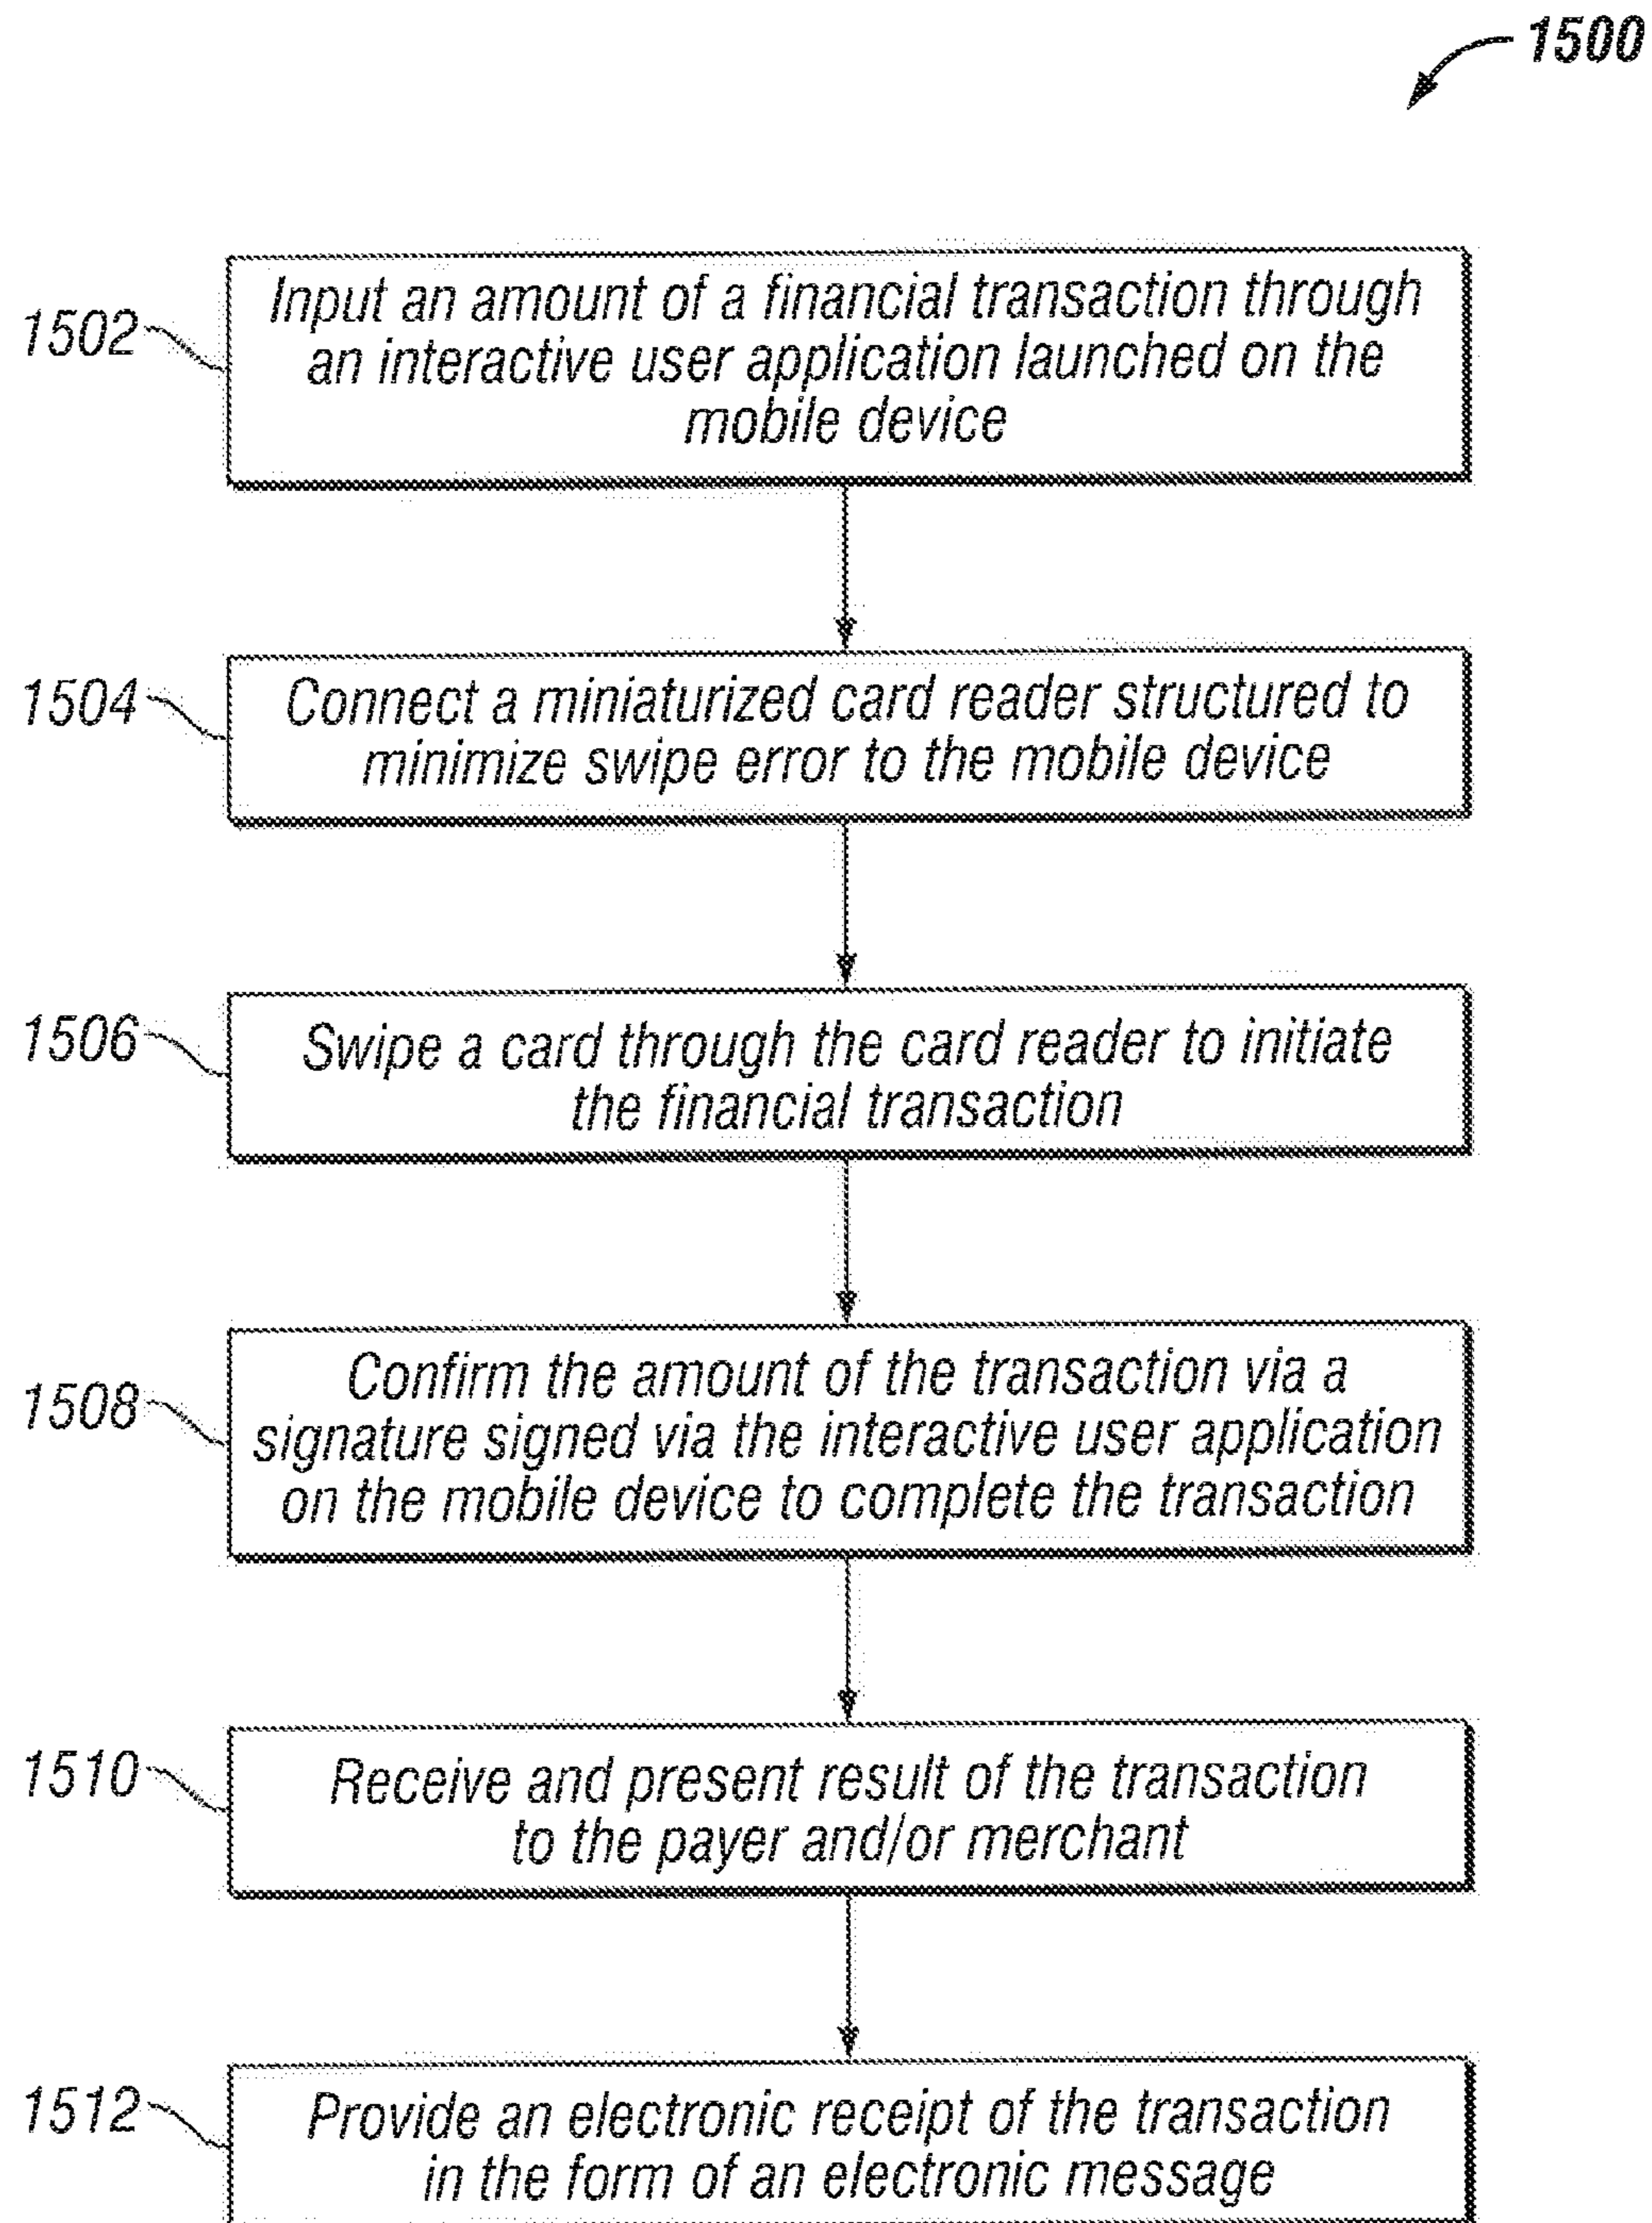 1500
1502
Input an amount of a financial transaction through
an interactive user application launched on the
mobile device
1504
Connect a miniaturized card reader structured to
minimize swipe error to the mobile device
1506
Swipe a card through the card reader to initiate
the financial transaction
1508
Confirm the amount of the transaction via a
signature signed via the interactive user application
on the mobile device to complete the transaction
1510
Receive and present result of the transaction
to the payer and/or merchant
1512
Provide an electronic receipt of the transaction
in the form of an electronic message